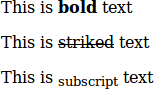 This is bold text
This is striked text
This is subscript text